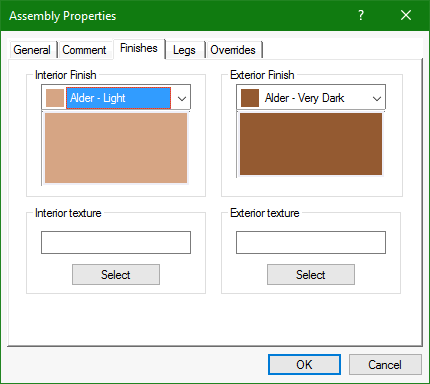 Assembly Properties ?
General Comment Finishes Legs Overrides
Interior Finish Exterior Finish
Alder - Light Alder - Very Dark
Interior texture Exterior texture
Select Select
OK Cancel